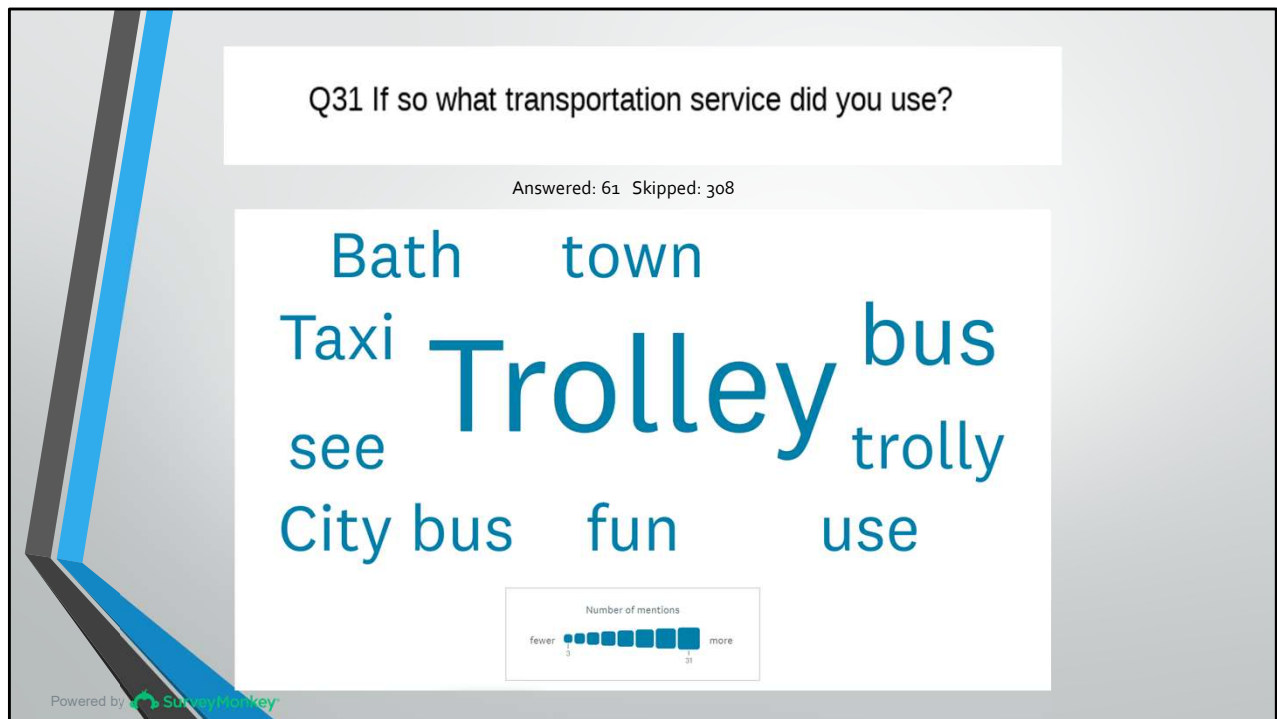 Q31 If so what transportation service did you use?
Answered: 61 Skipped: 308
Bath town
Taxi Trolley bus
see trolly
City bus fun use
Number of mentions
fewer more
3 31
Powered by SurveyMonkey